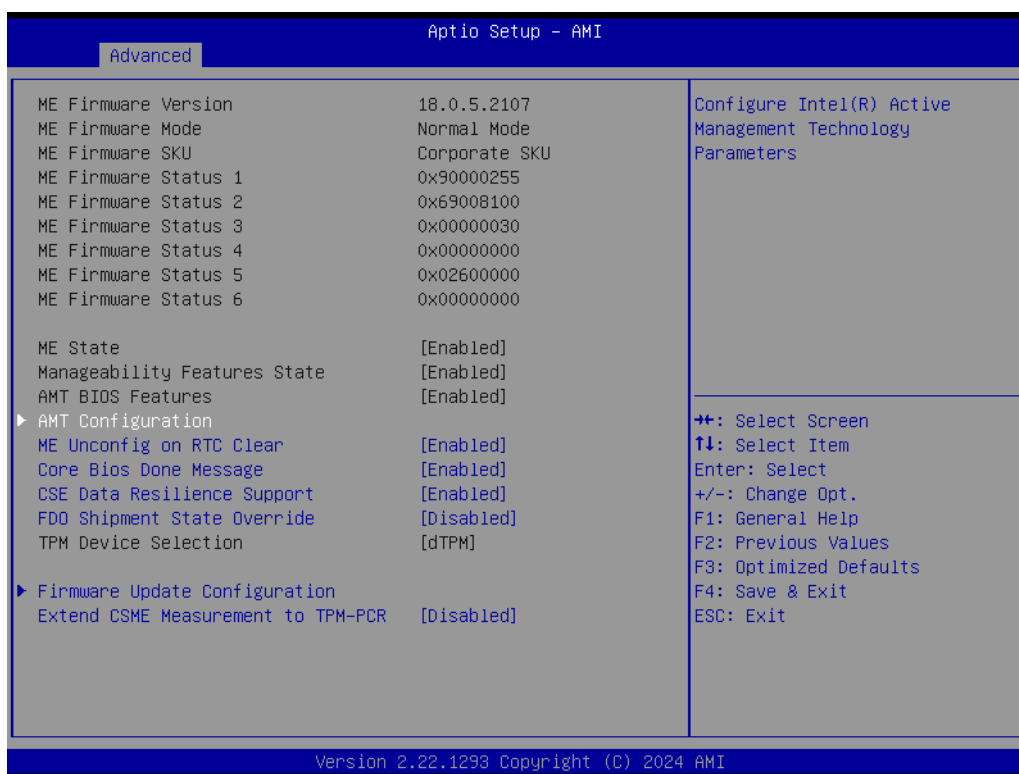 Aptio Setup – AMI
Advanced
ME Firmware Version 18.0.5.2107
ME Firmware Mode Normal Mode
ME Firmware SKU Corporate SKU
ME Firmware Status 1 0x90000255
ME Firmware Status 2 0x69008100
ME Firmware Status 3 0x00000030
ME Firmware Status 4 0x00000000
ME Firmware Status 5 0x02600000
ME Firmware Status 6 0x00000000
ME State [Enabled]
Manageability Features State [Enabled]
AMT BIOS Features [Enabled]
AMT Configuration
ME Unconfig on RTC Clear [Enabled]
Core Bios Done Message [Enabled]
CSE Data Resilience Support [Enabled]
FDO Shipment State Override [Disabled]
TPM Device Selection [dTPM]
Firmware Update Configuration
Extend CSME Measurement to TPM-PCR [Disabled]
Configure Intel(R) Active
Management Technology
Parameters
→←: Select Screen
↑↓: Select Item
Enter: Select
+/-: Change Opt.
F1: General Help
F2: Previous Values
F3: Optimized Defaults
F4: Save & Exit
ESC: Exit
Version 2.22.1293 Copyright (C) 2024 AMI